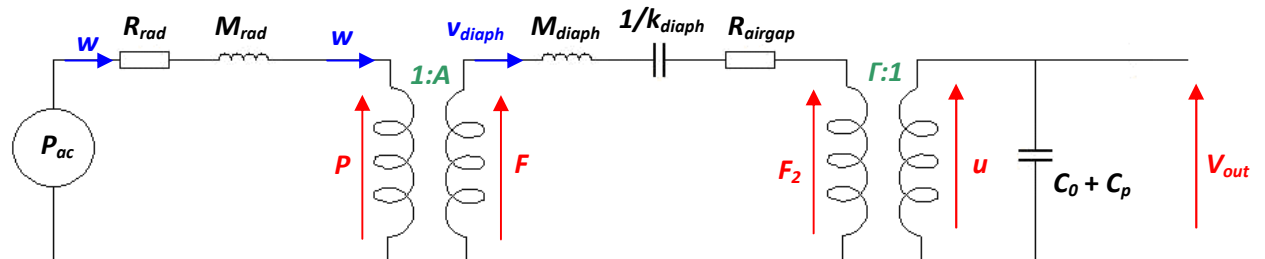 w
R_rad
M_rad
w
v_diaph
M_diaph
1/k_diaph
R_airgap
1:A
Γ:1
P_ac
P
F
F_2
u
C_0 + C_p
V_out